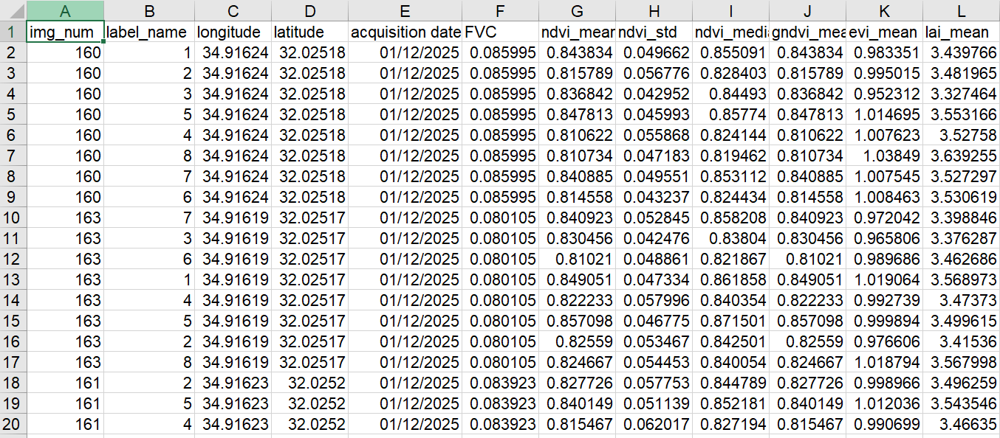 A B C D E F G H I J K L
1 img_num label_name longitude latitude acquisition date FVC ndvi_mean ndvi_std ndvi_medi gndvi_mea evi_mean lai_mean
2 160 1 34.91624 32.02518 01/12/2025 0.085995 0.843834 0.049662 0.855091 0.843834 0.983351 3.439766
3 160 2 34.91624 32.02518 01/12/2025 0.085995 0.815789 0.056776 0.828403 0.815789 0.995015 3.481965
4 160 3 34.91624 32.02518 01/12/2025 0.085995 0.836842 0.042952 0.84493 0.836842 0.952312 3.327464
5 160 5 34.91624 32.02518 01/12/2025 0.085995 0.847813 0.045993 0.85774 0.847813 1.014695 3.553166
6 160 4 34.91624 32.02518 01/12/2025 0.085995 0.810622 0.055868 0.824144 0.810622 1.007623 3.52758
7 160 8 34.91624 32.02518 01/12/2025 0.085995 0.810734 0.047183 0.819462 0.810734 1.03849 3.639255
8 160 7 34.91624 32.02518 01/12/2025 0.085995 0.840885 0.049551 0.853112 0.840885 1.007545 3.527297
9 160 6 34.91624 32.02518 01/12/2025 0.085995 0.814558 0.043237 0.824434 0.814558 1.008463 3.530619
10 163 7 34.91619 32.02517 01/12/2025 0.080105 0.840923 0.052845 0.858208 0.840923 0.972042 3.398846
11 163 3 34.91619 32.02517 01/12/2025 0.080105 0.830456 0.042476 0.83804 0.830456 0.965806 3.376287
12 163 6 34.91619 32.02517 01/12/2025 0.080105 0.81021 0.048861 0.821867 0.81021 0.989686 3.462686
13 163 1 34.91619 32.02517 01/12/2025 0.080105 0.849051 0.047334 0.861858 0.849051 1.019064 3.568973
14 163 4 34.91619 32.02517 01/12/2025 0.080105 0.822233 0.057996 0.840354 0.822233 0.992739 3.47373
15 163 5 34.91619 32.02517 01/12/2025 0.080105 0.857098 0.046775 0.871501 0.857098 0.999894 3.499615
16 163 2 34.91619 32.02517 01/12/2025 0.080105 0.82559 0.053467 0.842501 0.82559 0.976606 3.41536
17 163 8 34.91619 32.02517 01/12/2025 0.080105 0.824667 0.054453 0.840054 0.824667 1.018794 3.567998
18 161 2 34.91623 32.0252 01/12/2025 0.083923 0.827726 0.057753 0.844789 0.827726 0.998966 3.496259
19 161 5 34.91623 32.0252 01/12/2025 0.083923 0.840149 0.051139 0.852181 0.840149 1.012036 3.543546
20 161 4 34.91623 32.0252 01/12/2025 0.083923 0.815467 0.062017 0.827194 0.815467 0.990699 3.46635